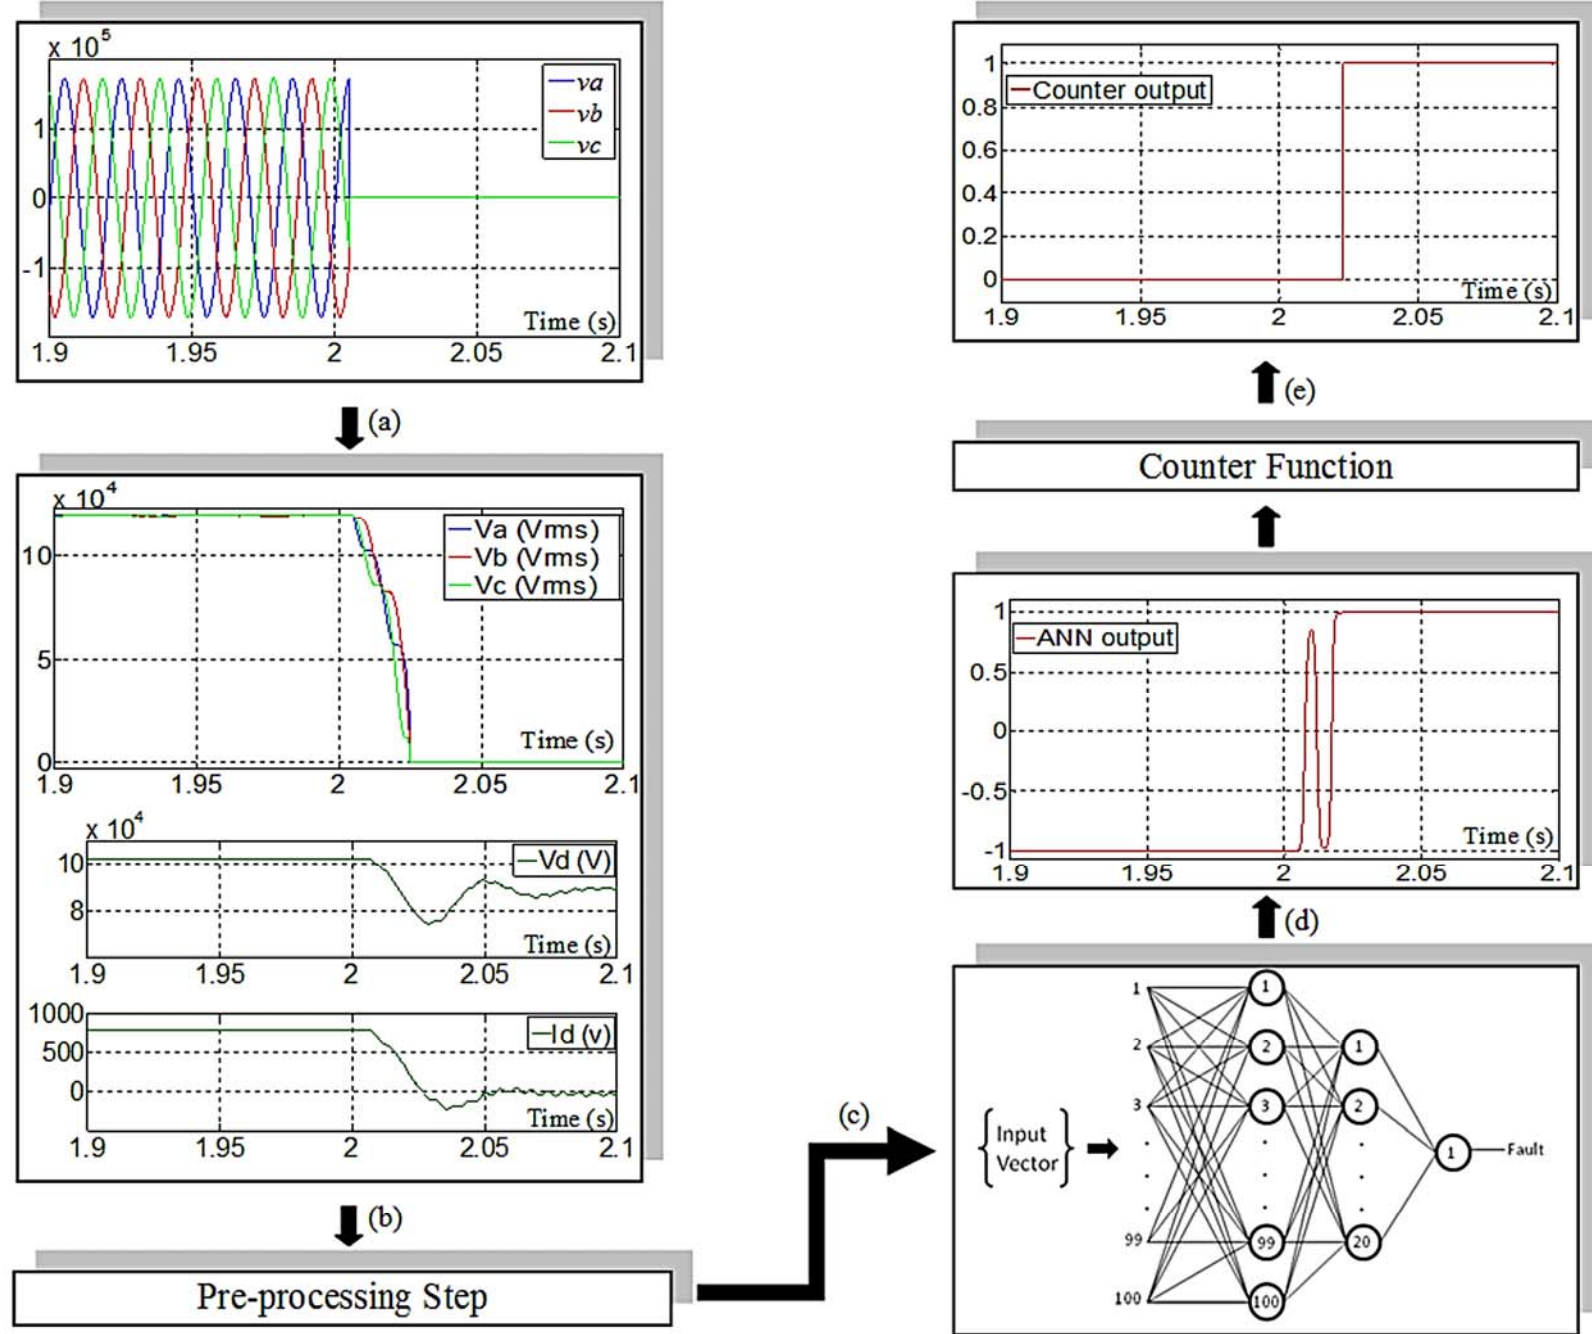 x 10⁵
va
vb
vc
1
0
-1
Time (s)
1.9 1.95 2 2.05 2.1
(a)
x 10⁴
Va (Vrms)
Vb (Vrms)
Vc (Vrms)
10
5
0
Time (s)
1.9 1.95 2 2.05 2.1
x 10⁴
10
8
Vd (V)
Time (s)
1.9 1.95 2 2.05 2.1
1000
500
0
Id (v)
Time (s)
1.9 1.95 2 2.05 2.1
(b)
Pre-processing Step
(c)
{Input
Vector}
1
2
3
.
.
.
99
100
1
2
3
.
.
.
99
100
1
2
.
.
.
20
1
Fault
(d)
1
0.5
0
-0.5
-1
ANN output
Time (s)
1.9 1.95 2 2.05 2.1
Counter Function
(e)
1
0.8
0.6
0.4
0.2
0
Counter output
Time (s)
1.9 1.95 2 2.05 2.1